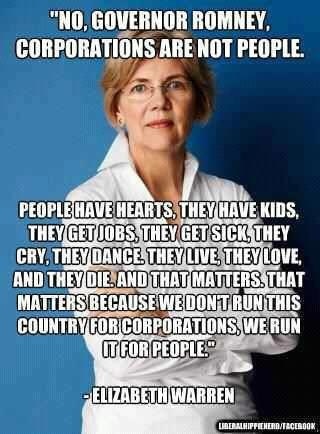 "NO, GOVERNOR ROMNEY,
CORPORATIONS ARE NOT PEOPLE.
PEOPLE HAVE HEARTS, THEY HAVE KIDS,
THEY GET JOBS, THEY GET SICK, THEY
CRY, THEY DANCE. THEY LIVE, THEY LOVE,
AND THEY DIE. AND THAT MATTERS. THAT
MATTERS BECAUSE WE DON'T RUN THIS
COUNTRY FOR CORPORATIONS, WE RUN
IT FOR PEOPLE."
- ELIZABETH WARREN
LIBERALHIPPIENERD/FACEBOOK